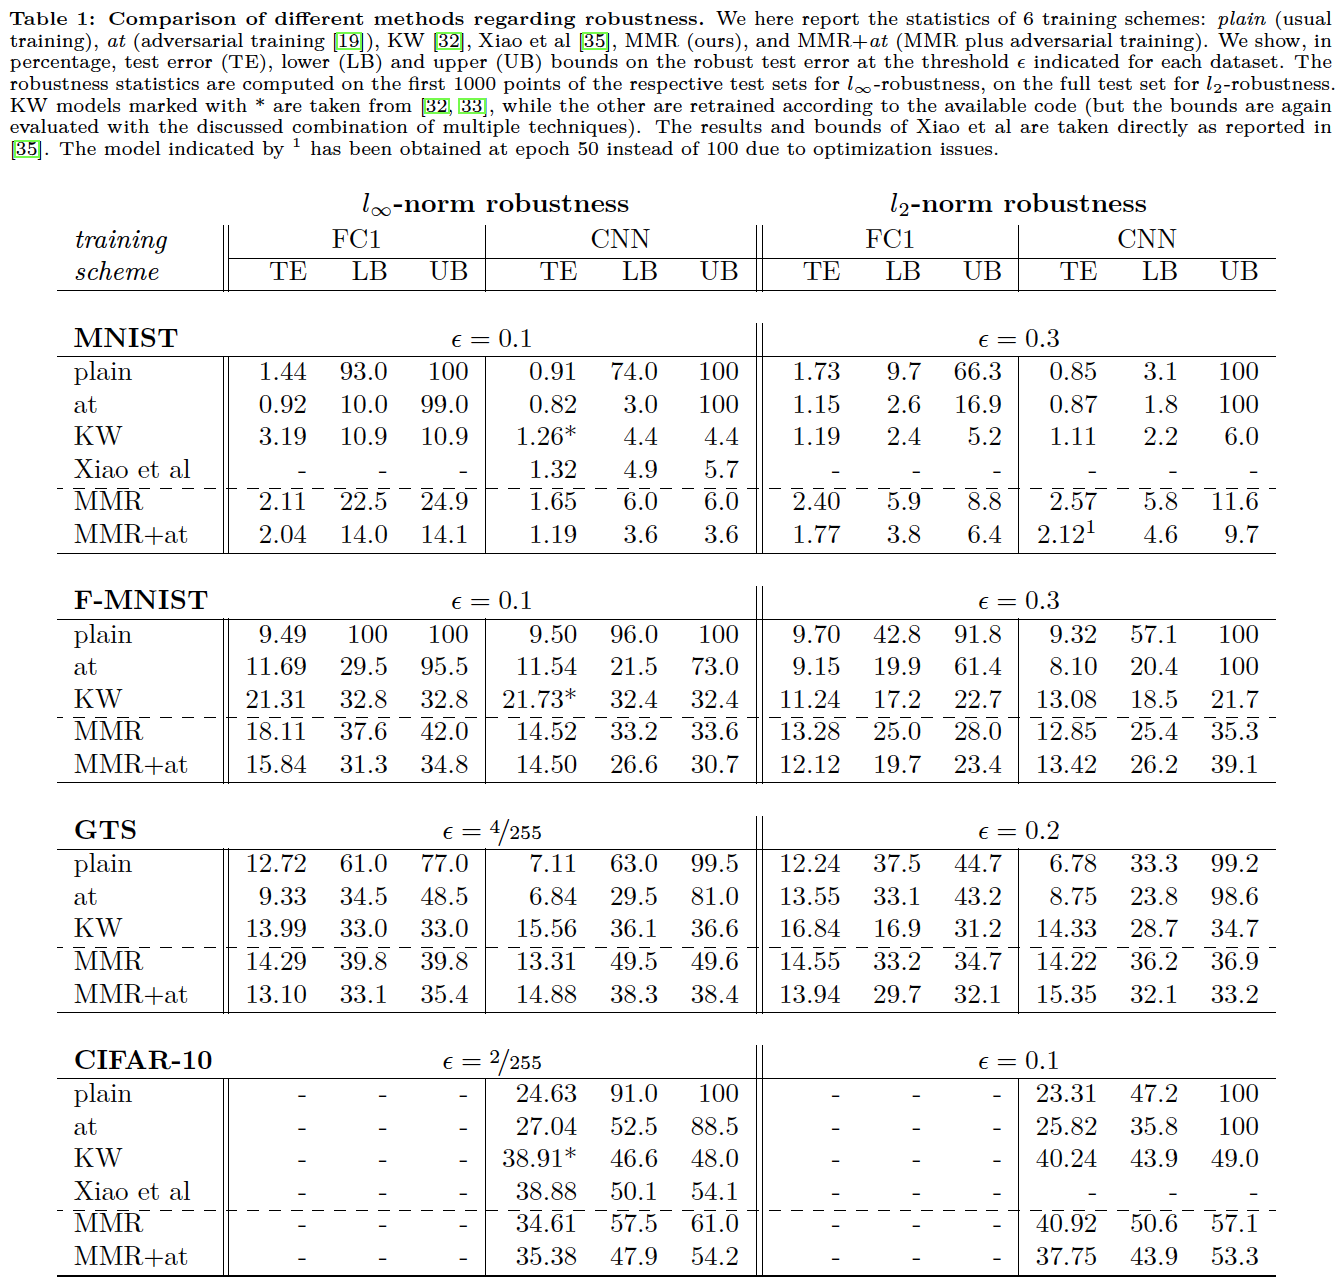 Table 1: Comparison of different methods regarding robustness. We here report the statistics of 6 training schemes: plain (usual
training), at (adversarial training [19]), KW [32], Xiao et al [35], MMR (ours), and MMR+at (MMR plus adversarial training). We show, in
percentage, test error (TE), lower (LB) and upper (UB) bounds on the robust test error at the threshold ϵ indicated for each dataset. The
robustness statistics are computed on the first 1000 points of the respective test sets for l∞-robustness, on the full test set for l2-robustness.
KW models marked with * are taken from [32, 33], while the other are retrained according to the available code (but the bounds are again
evaluated with the discussed combination of multiple techniques). The results and bounds of Xiao et al are taken directly as reported in
[35]. The model indicated by ¹ has been obtained at epoch 50 instead of 100 due to optimization issues.
l∞-norm robustness l2-norm robustness
training FC1 CNN FC1 CNN
scheme TE LB UB TE LB UB TE LB UB TE LB UB
MNIST ϵ = 0.1 ϵ = 0.3
plain 1.44 93.0 100 0.91 74.0 100 1.73 9.7 66.3 0.85 3.1 100
at 0.92 10.0 99.0 0.82 3.0 100 1.15 2.6 16.9 0.87 1.8 100
KW 3.19 10.9 10.9 1.26* 4.4 4.4 1.19 2.4 5.2 1.11 2.2 6.0
Xiao et al - - - 1.32 4.9 5.7 - - - - - -
MMR 2.11 22.5 24.9 1.65 6.0 6.0 2.40 5.9 8.8 2.57 5.8 11.6
MMR+at 2.04 14.0 14.1 1.19 3.6 3.6 1.77 3.8 6.4 2.12¹ 4.6 9.7
F-MNIST ϵ = 0.1 ϵ = 0.3
plain 9.49 100 100 9.50 96.0 100 9.70 42.8 91.8 9.32 57.1 100
at 11.69 29.5 95.5 11.54 21.5 73.0 9.15 19.9 61.4 8.10 20.4 100
KW 21.31 32.8 32.8 21.73* 32.4 32.4 11.24 17.2 22.7 13.08 18.5 21.7
MMR 18.11 37.6 42.0 14.52 33.2 33.6 13.28 25.0 28.0 12.85 25.4 35.3
MMR+at 15.84 31.3 34.8 14.50 26.6 30.7 12.12 19.7 23.4 13.42 26.2 39.1
GTS ϵ = 4/255 ϵ = 0.2
plain 12.72 61.0 77.0 7.11 63.0 99.5 12.24 37.5 44.7 6.78 33.3 99.2
at 9.33 34.5 48.5 6.84 29.5 81.0 13.55 33.1 43.2 8.75 23.8 98.6
KW 13.99 33.0 33.0 15.56 36.1 36.6 16.84 16.9 31.2 14.33 28.7 34.7
MMR 14.29 39.8 39.8 13.31 49.5 49.6 14.55 33.2 34.7 14.22 36.2 36.9
MMR+at 13.10 33.1 35.4 14.88 38.3 38.4 13.94 29.7 32.1 15.35 32.1 33.2
CIFAR-10 ϵ = 2/255 ϵ = 0.1
plain - - - 24.63 91.0 100 - - - 23.31 47.2 100
at - - - 27.04 52.5 88.5 - - - 25.82 35.8 100
KW - - - 38.91* 46.6 48.0 - - - 40.24 43.9 49.0
Xiao et al - - - 38.88 50.1 54.1 - - - - - -
MMR - - - 34.61 57.5 61.0 - - - 40.92 50.6 57.1
MMR+at - - - 35.38 47.9 54.2 - - - 37.75 43.9 53.3